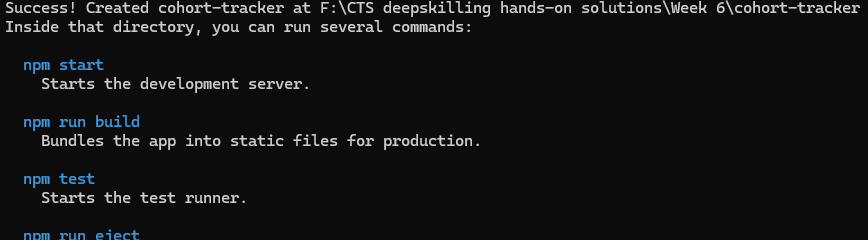 Success! Created cohort-tracker at F:\CTS deepskilling hands-on solutions\Week 6\cohort-tracker
Inside that directory, you can run several commands:
npm start
Starts the development server.
npm run build
Bundles the app into static files for production.
npm test
Starts the test runner.
npm run eject